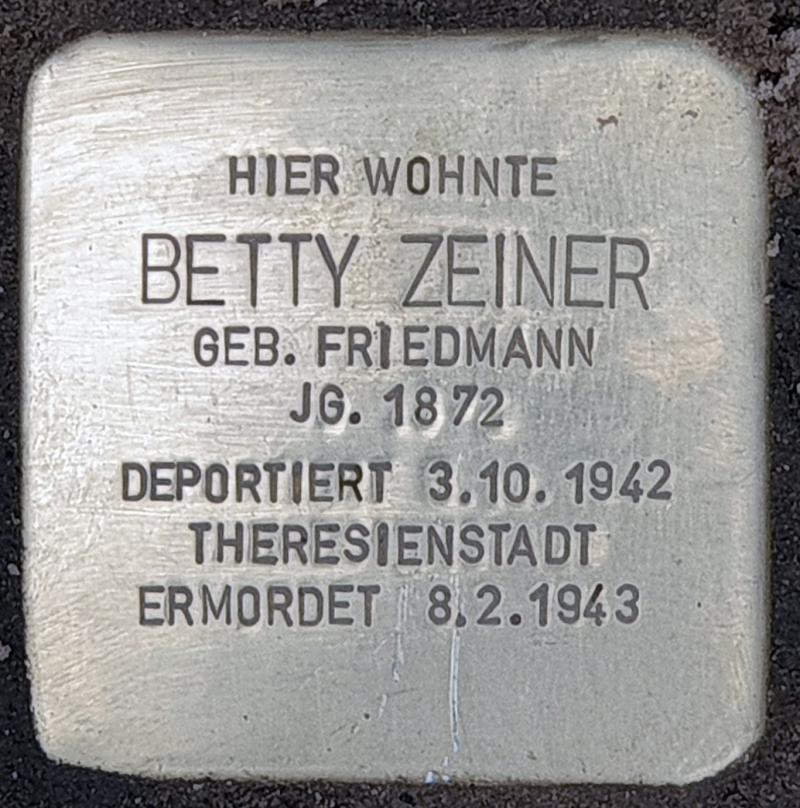 HIER WOHNTE
BETTY ZEINER
GEB. FRIEDMANN
JG. 1872
DEPORTIERT 3.10.1942
THERESIENSTADT
ERMORDET 8.2.1943